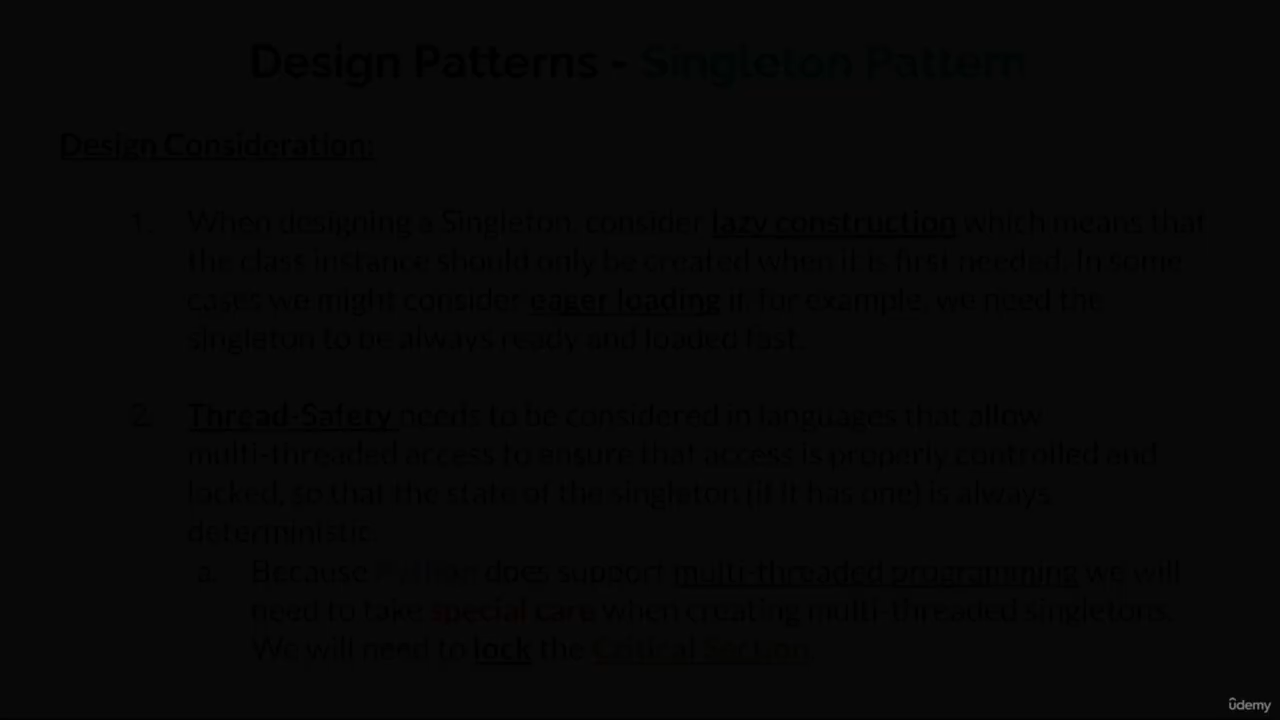 Design Patterns - Singleton Pattern
Design Consideration:
1. When designing a Singleton, consider lazy construction which means that
the class instance should only be created when it is first needed. In some
cases we might consider eager loading if, for example, we need the
singleton to be always ready and loaded fast.
2. Thread-Safety needs to be considered in languages that allow
multi-threaded access to ensure that access is properly controlled and
locked, so that the state of the singleton (if it has one) is always
deterministic.
a. Because Python does support multi-threaded programming we will
need to take special care when creating multi-threaded singletons.
We will need to lock the Critical Section.
udemy